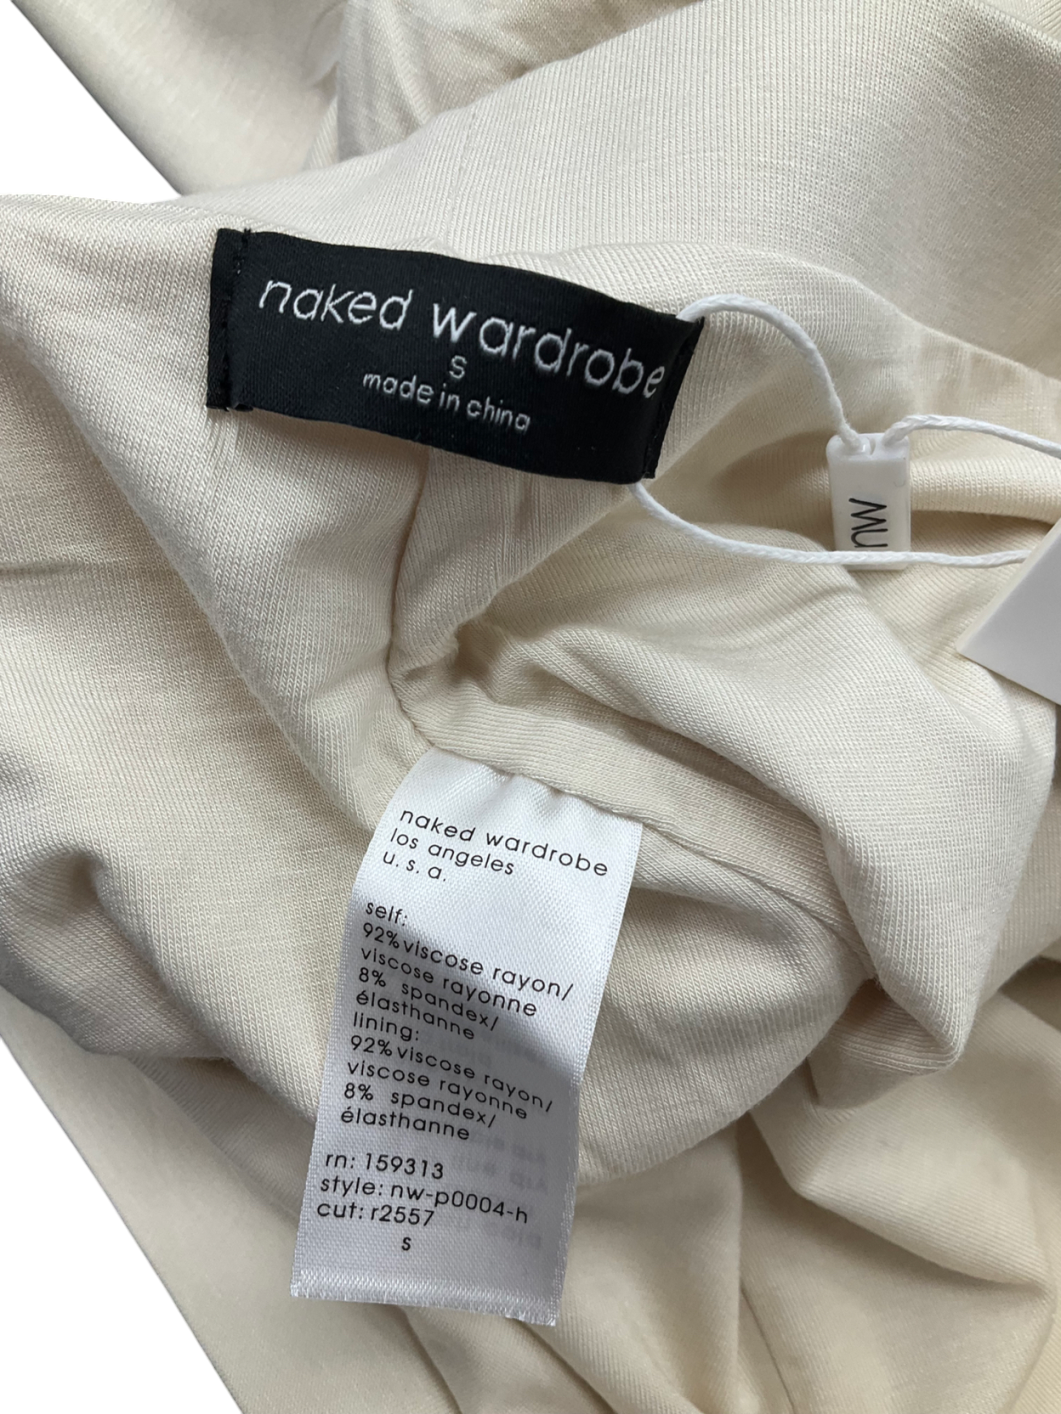 naked wardrobe
s
made in china
nw
naked wardrobe
los angeles
u. s. a.
self:
92% viscose rayon/
viscose rayonne
8% spandex/
élasthanne
lining:
92% viscose rayon/
viscose rayonne
8% spandex/
élasthanne
rn: 159313
style: nw-p0004-h
cut: r2557
s